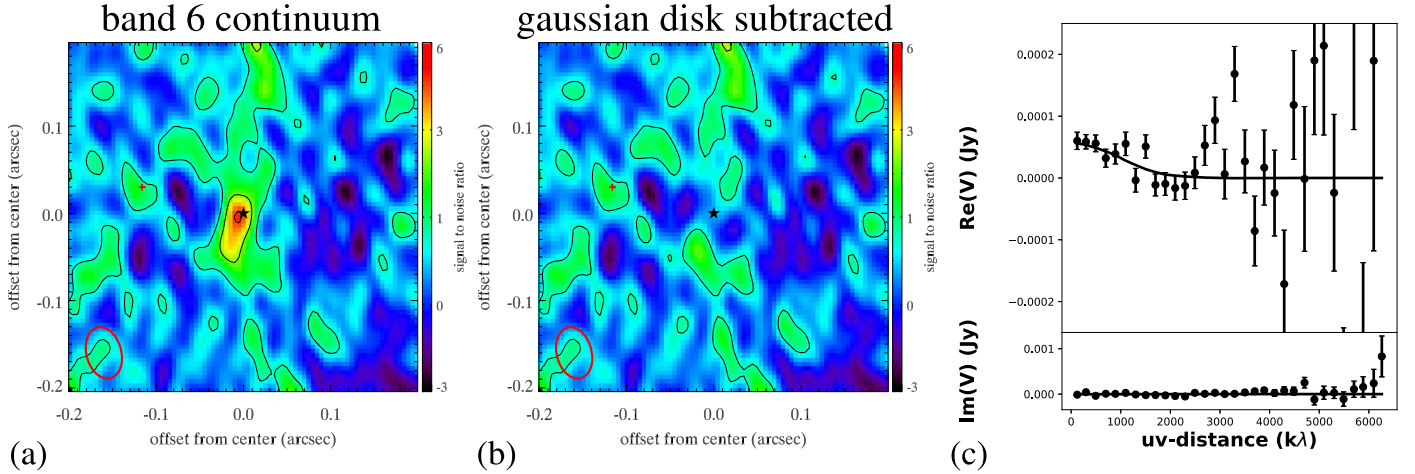 band 6 continuum
gaussian disk subtracted
offset from center (arcsec)
0.1
0.0
-0.1
-0.2
-0.2
-0.1
0.0
0.1
offset from center (arcsec)
6
3
1
0
-3
signal to noise ratio
(a)
offset from center (arcsec)
0.1
0.0
-0.1
-0.2
-0.2
-0.1
0.0
0.1
offset from center (arcsec)
6
3
1
0
-3
signal to noise ratio
(b)
Re(V) (Jy)
0.0002
0.0001
0.0000
−0.0001
−0.0002
Im(V) (Jy)
0.001
0.000
0
1000
2000
3000
4000
5000
6000
uv-distance (kλ)
(c)